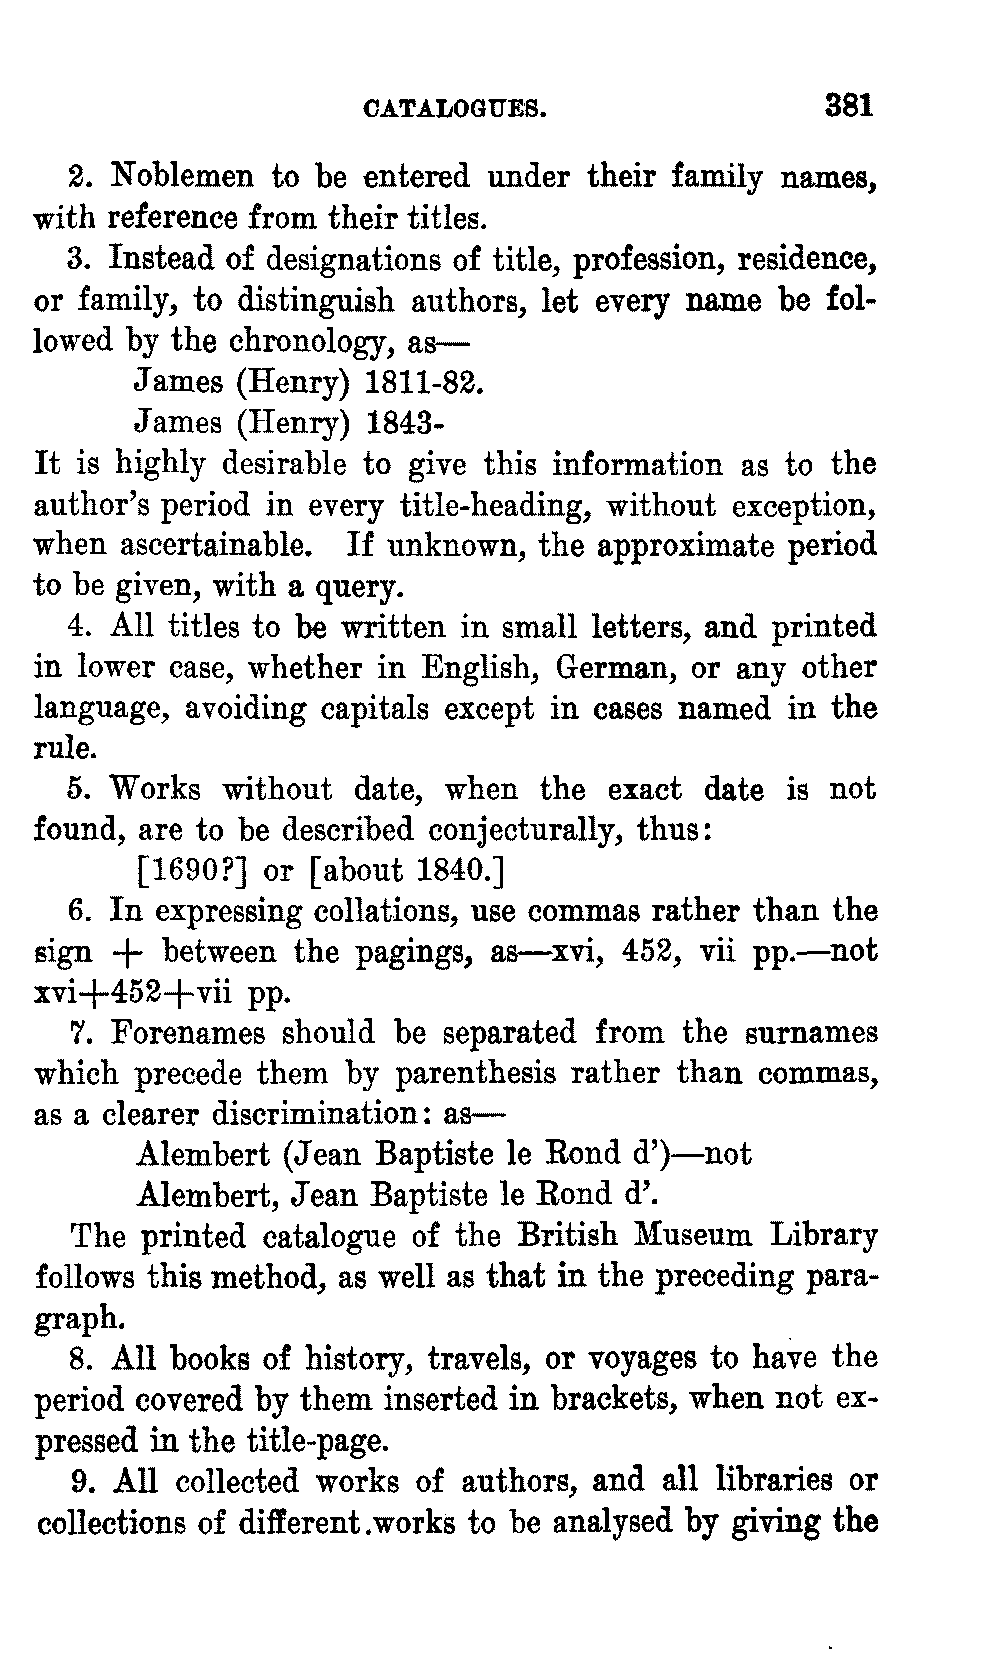 CATALOGUES. 381
2. Noblemen to be entered under their family names,
with reference from their titles.
3. Instead of designations of title, profession, residence,
or family, to distinguish authors, let every name be fol-
lowed by the chronology, as—
James (Henry) 1811-82.
James (Henry) 1843-
It is highly desirable to give this information as to the
author's period in every title-heading, without exception,
when ascertainable. If unknown, the approximate period
to be given, with a query.
4. All titles to be written in small letters, and printed
in lower case, whether in English, German, or any other
language, avoiding capitals except in cases named in the
rule.
5. Works without date, when the exact date is not
found, are to be described conjecturally, thus:
[1690?] or [about 1840.]
6. In expressing collations, use commas rather than the
sign + between the pagings, as—xvi, 452, vii pp.—not
xvi+452+vii pp.
7. Forenames should be separated from the surnames
which precede them by parenthesis rather than commas,
as a clearer discrimination: as—
Alembert (Jean Baptiste le Rond d')—not
Alembert, Jean Baptiste le Rond d'.
The printed catalogue of the British Museum Library
follows this method, as well as that in the preceding para-
graph.
8. All books of history, travels, or voyages to have the
period covered by them inserted in brackets, when not ex-
pressed in the title-page.
9. All collected works of authors, and all libraries or
collections of different.works to be analysed by giving the